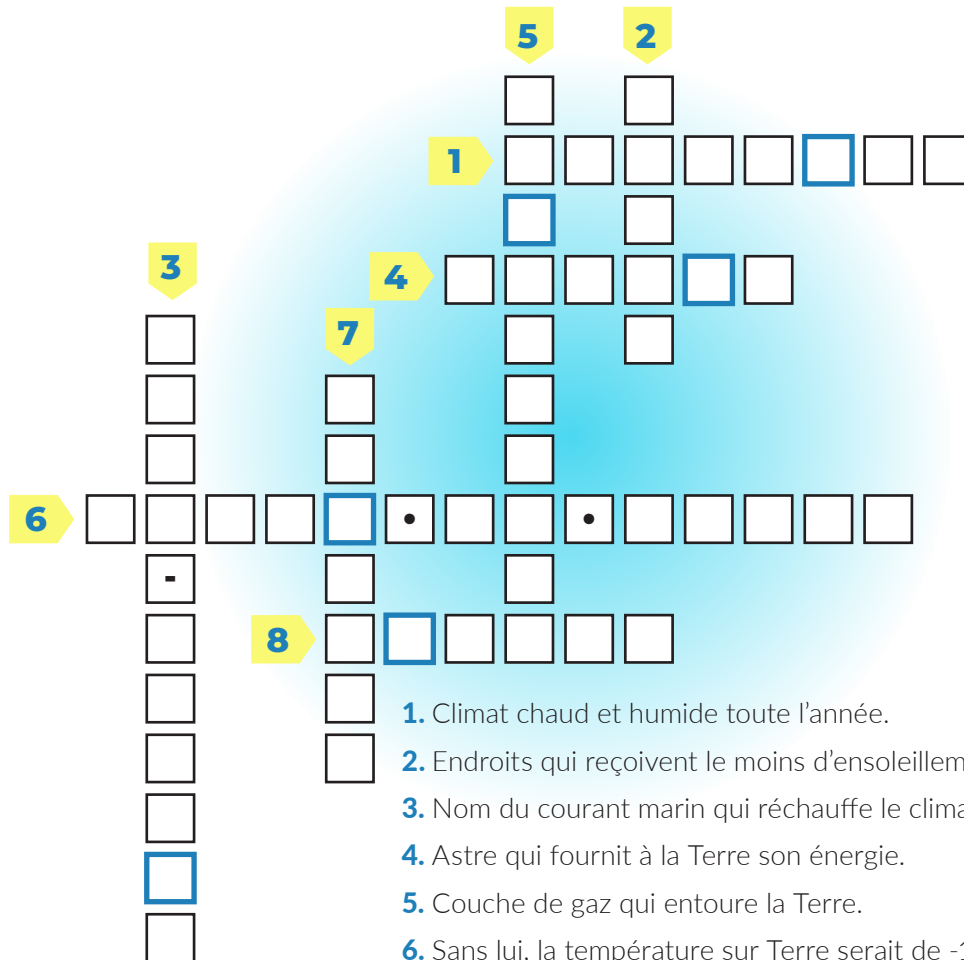 5 2
1
3
4
7
6
-
8
1. Climat chaud et humide toute l'année.
2. Endroits qui reçoivent le moins d'ensoleillem
3. Nom du courant marin qui réchauffe le clima
4. Astre qui fournit à la Terre son énergie.
5. Couche de gaz qui entoure la Terre.
6. Sans lui, la température sur Terre serait de -1